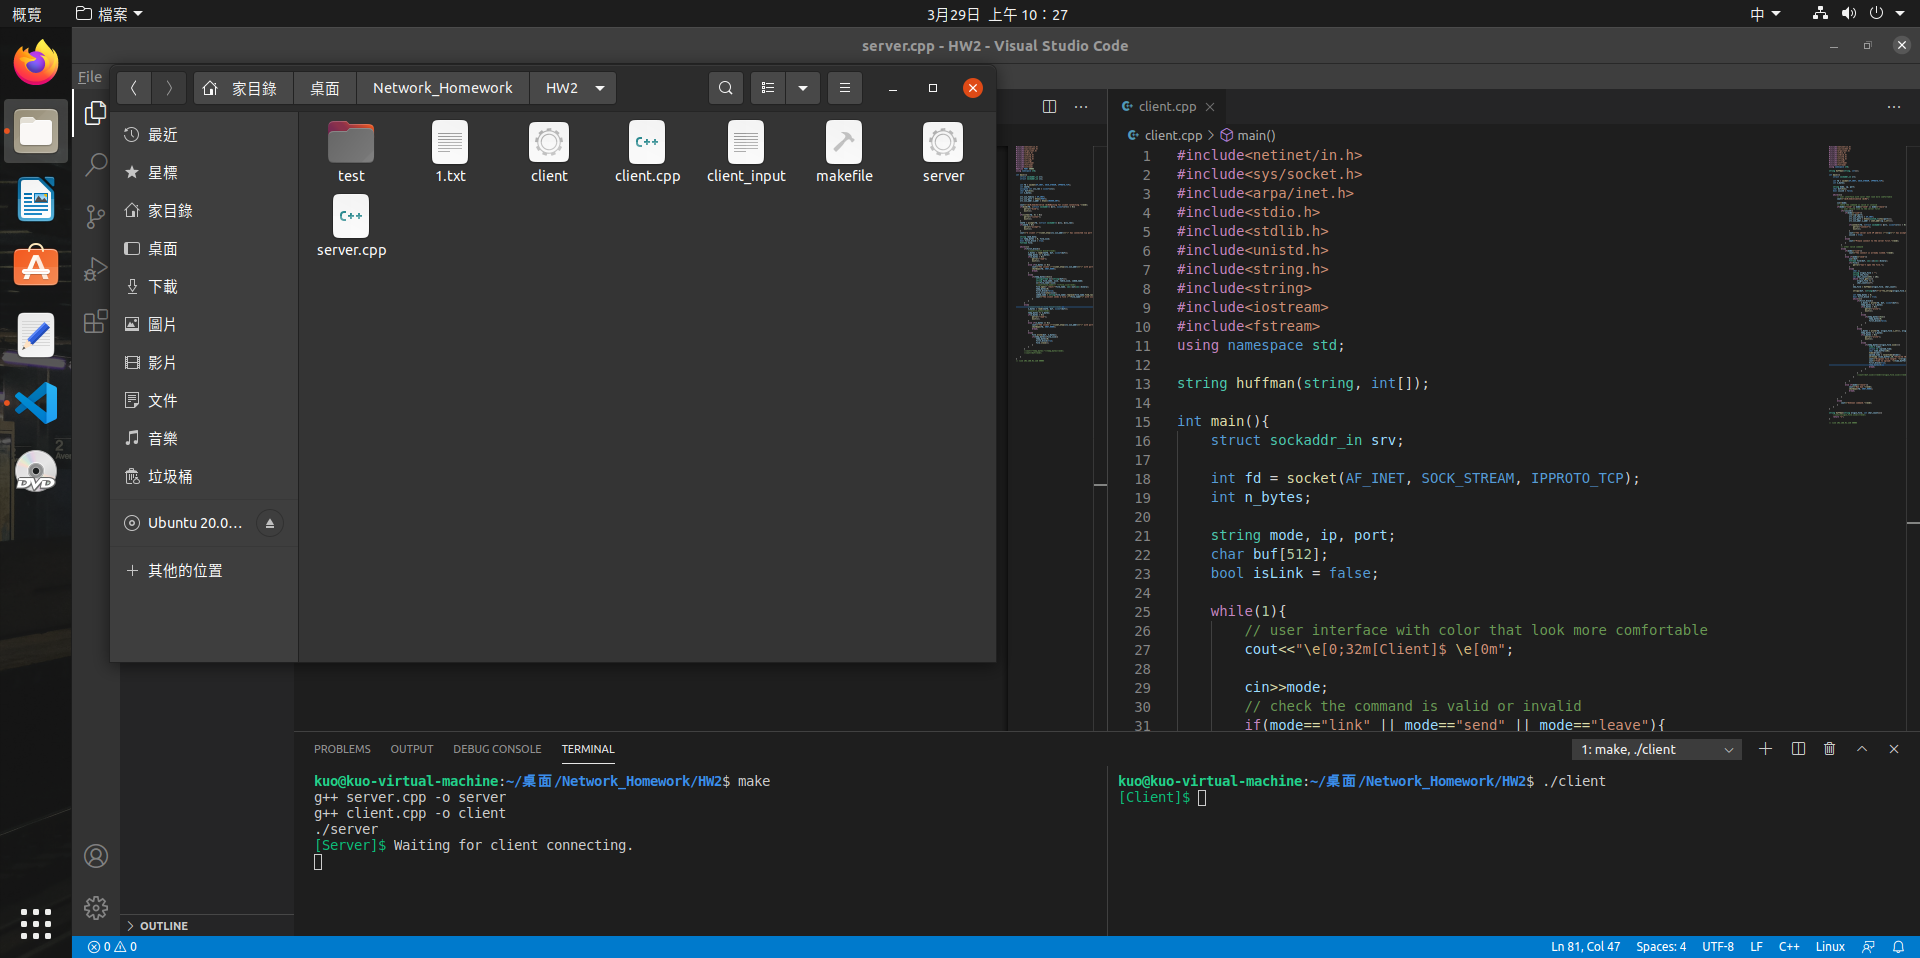 概覽
檔案
3月29日 上午 10：27
中
server.cpp - HW2 - Visual Studio Code
File
家目錄
桌面
Network_Homework
HW2
最近
星標
家目錄
桌面
下載
圖片
影片
文件
音樂
垃圾桶
Ubuntu 20.0...
其他的位置
test
1.txt
client
client.cpp
client_input
makefile
server
server.cpp
client.cpp
client.cpp > main()
1 #include<netinet/in.h>
2 #include<sys/socket.h>
3 #include<arpa/inet.h>
4 #include<stdio.h>
5 #include<stdlib.h>
6 #include<unistd.h>
7 #include<string.h>
8 #include<string>
9 #include<iostream>
10 #include<fstream>
11 using namespace std;
12
13 string huffman(string, int[]);
14
15 int main(){
16 struct sockaddr_in srv;
17
18 int fd = socket(AF_INET, SOCK_STREAM, IPPROTO_TCP);
19 int n_bytes;
20
21 string mode, ip, port;
22 char buf[512];
23 bool isLink = false;
24
25 while(1){
26 // user interface with color that look more comfortable
27 cout<<"\e[0;32m[Client]$ \e[0m";
28
29 cin>>mode;
30 // check the command is valid or invalid
31 if(mode=="link" || mode=="send" || mode=="leave"){
PROBLEMS
OUTPUT
DEBUG CONSOLE
TERMINAL
1: make, ./client
kuo@kuo-virtual-machine:~/桌面/Network_Homework/HW2$ make
g++ server.cpp -o server
g++ client.cpp -o client
./server
[Server]$ Waiting for client connecting.
kuo@kuo-virtual-machine:~/桌面/Network_Homework/HW2$ ./client
[Client]$
OUTLINE
0 0
Ln 81, Col 47
Spaces: 4
UTF-8
LF
C++
Linux
DVD